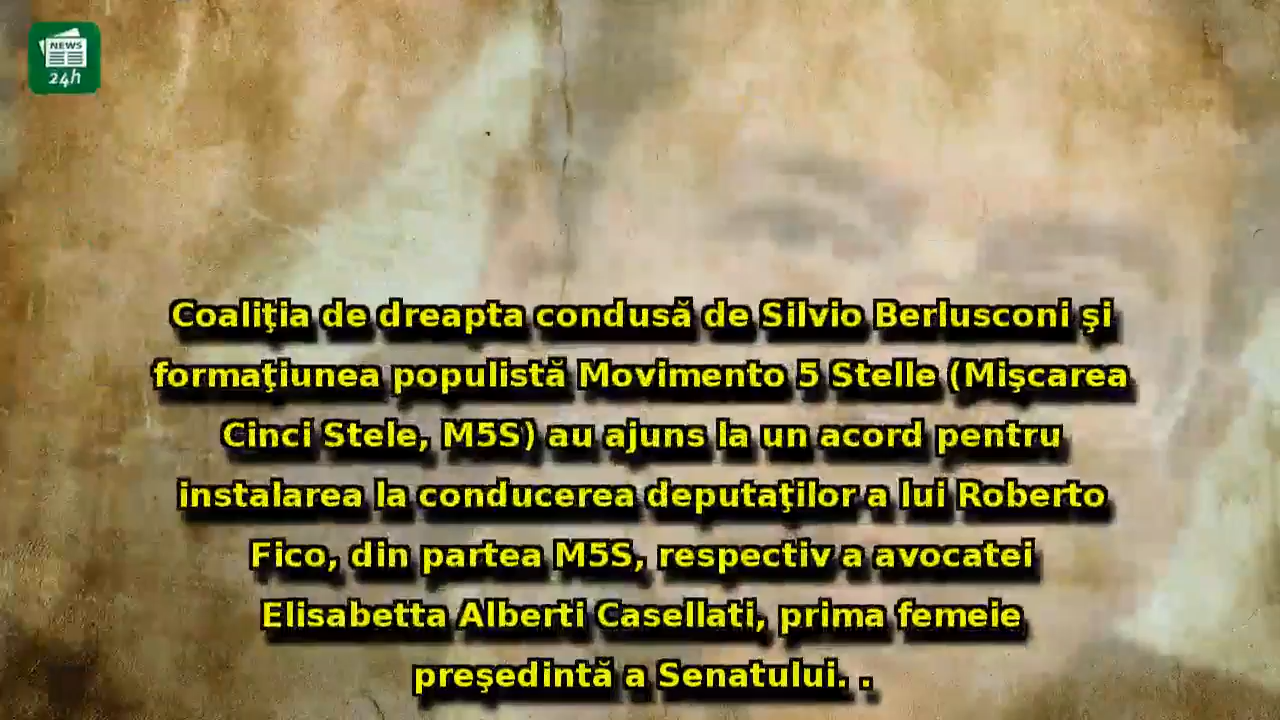 NEWS
24h
Coaliţia de dreapta condusă de Silvio Berlusconi şi
formaţiunea populistă Movimento 5 Stelle (Mişcarea
Cinci Stele, M5S) au ajuns la un acord pentru
instalarea la conducerea deputaţilor a lui Roberto
Fico, din partea M5S, respectiv a avocatei
Elisabetta Alberti Casellati, prima femeie
preşedintă a Senatului. .